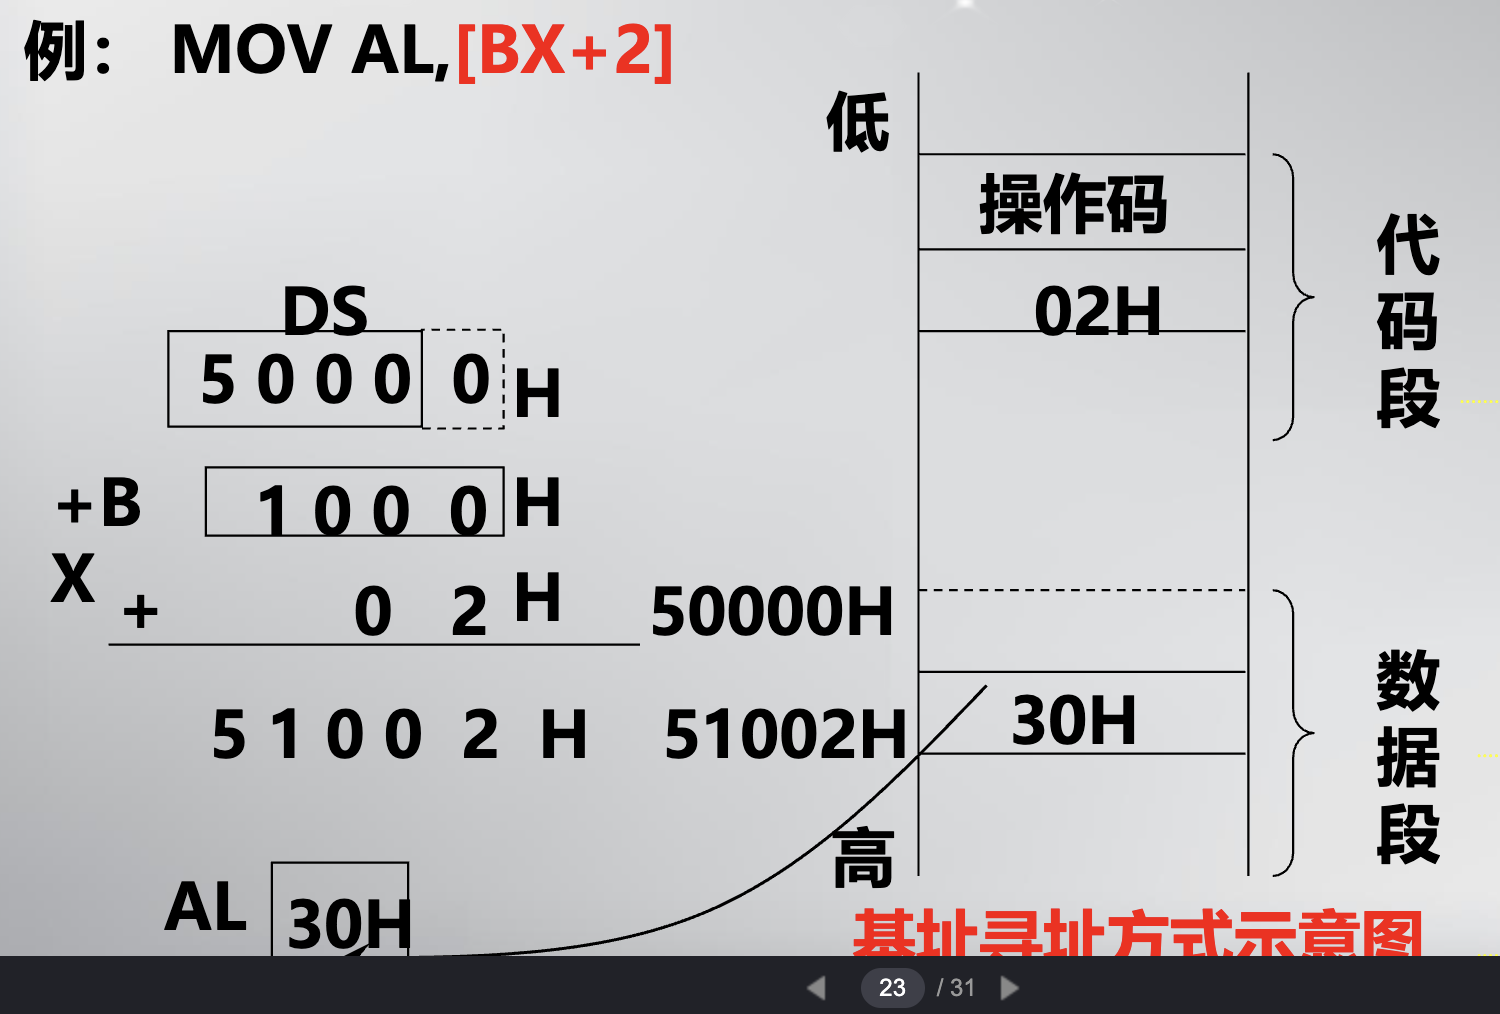 例： MOV AL,[BX+2]
低
操作码
02H
代码段
DS
5 0 0 0 0 H
+BX 1 0 0 0 H
+ 0 2 H
50000H
5 1 0 0 2 H
51002H
30H
数据段
高
AL
30H
基址寻址方式示意图
23 / 31